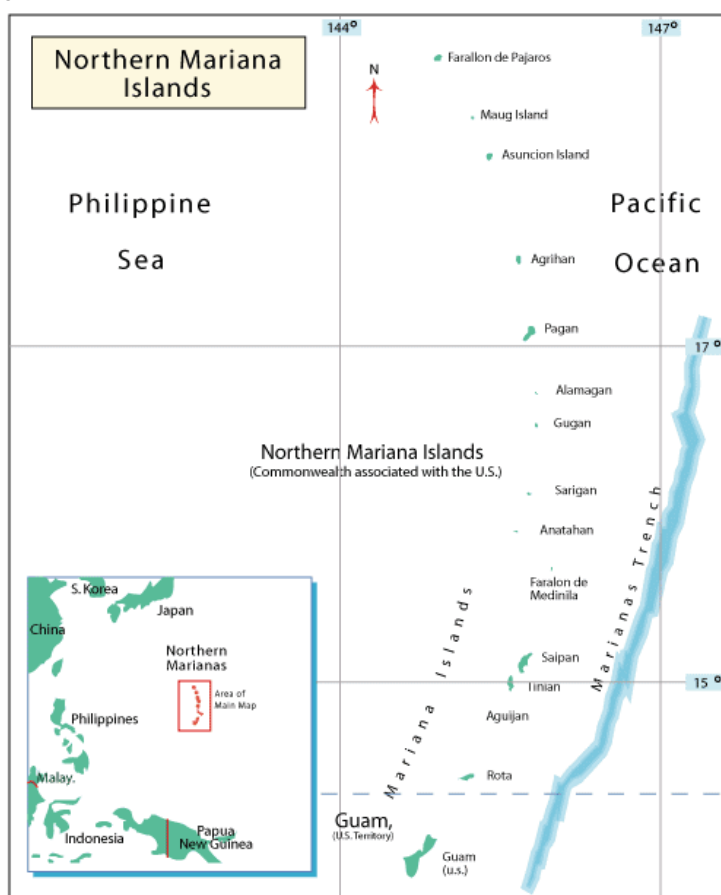 144°
147°
Northern Mariana
Islands
N
Farallon de Pajaros
Maug Island
Asuncion Island
Philippine
Sea
Pacific
Ocean
Agrihan
Pagan
17°
Alamagan
Gugan
Northern Mariana Islands
(Commonwealth associated with the U.S.)
Sarigan
Anatahan
Faralon de
Medinila
Marianas Trench
Mariana Islands
Saipan
15°
Tinian
Aguijan
Rota
Guam,
(U.S. Territory)
Guam
(u.s.)
S. Korea
Japan
China
Northern
Marianas
Area of
Main Map
Philippines
Malay.
Indonesia
Papua
New Guinea